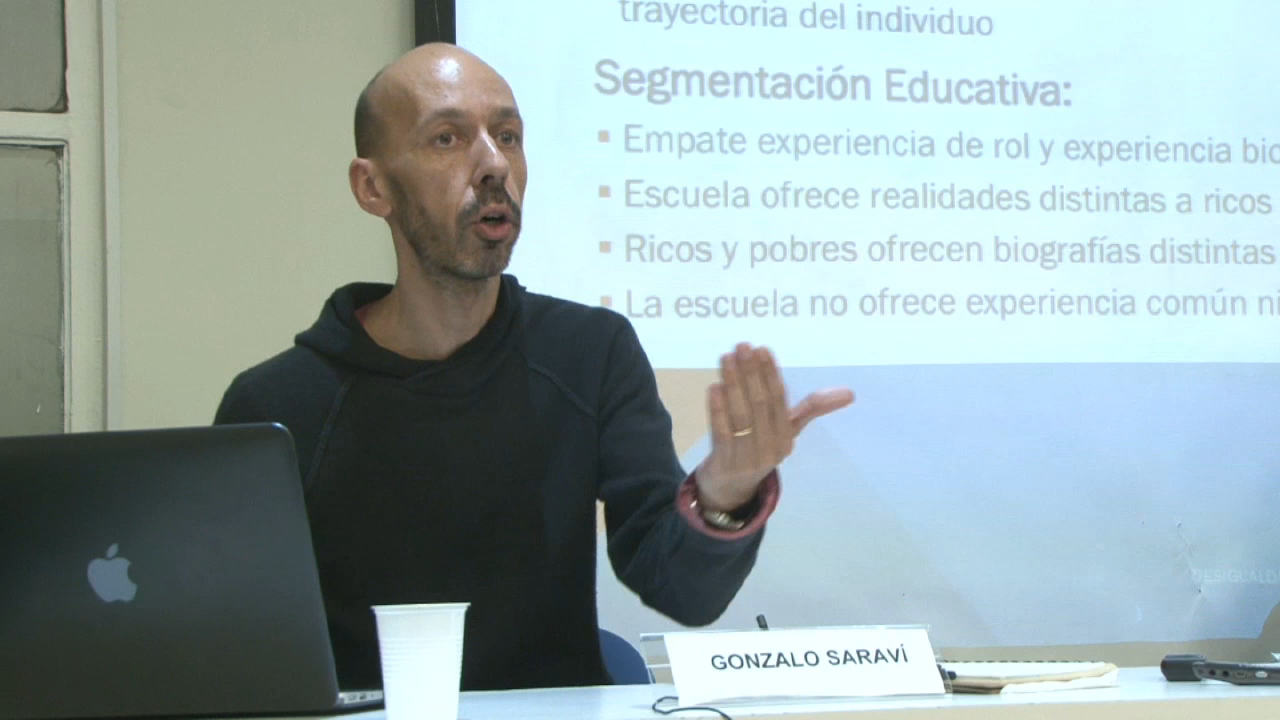 trayectoria del individuo
Segmentación Educativa:
▪ Empate experiencia de rol y experiencia bio
▪ Escuela ofrece realidades distintas a ricos
▪ Ricos y pobres ofrecen biografías distintas
▪ La escuela no ofrece experiencia común ni
DESIGUALD
GONZALO SARAVÍ